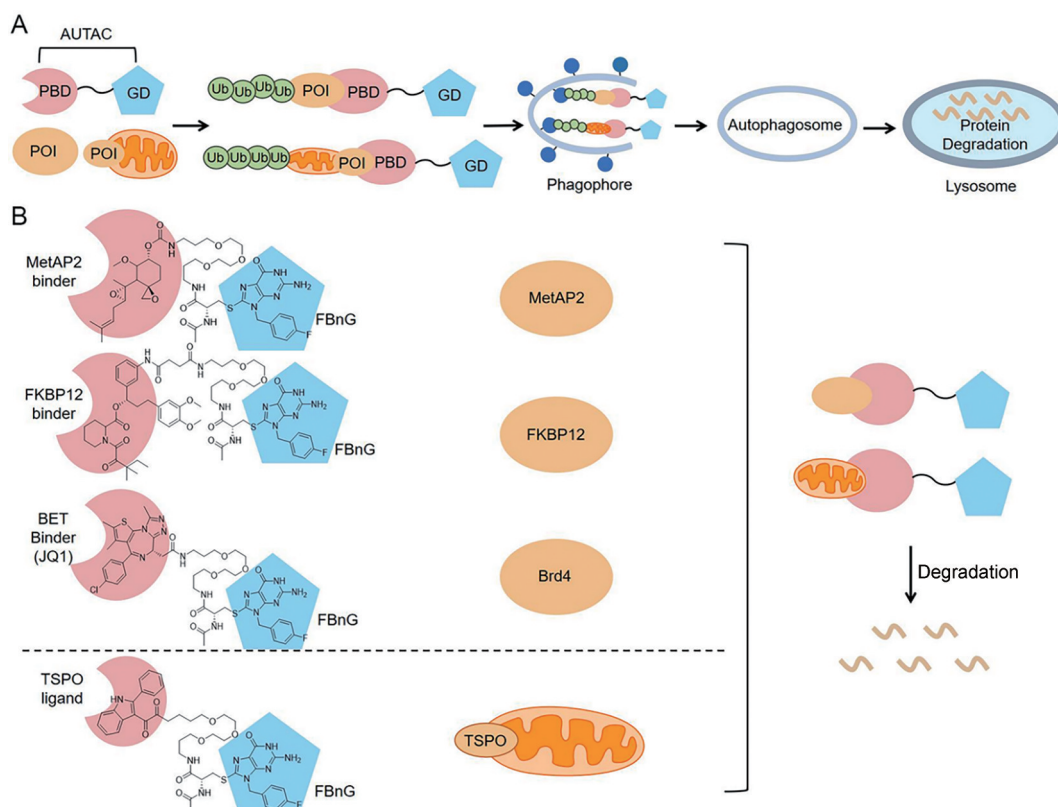 A
AUTAC
PBD
GD
POI
POI
Ub Ub Ub Ub POI PBD
GD
Ub Ub Ub Ub POI PBD
GD
Phagophore
Autophagosome
Protein
Degradation
Lysosome
B
MetAP2
binder
FBnG
MetAP2
FKBP12
binder
FBnG
FKBP12
BET
Binder
(JQ1)
FBnG
Brd4
Degradation
TSPO
ligand
FBnG
TSPO